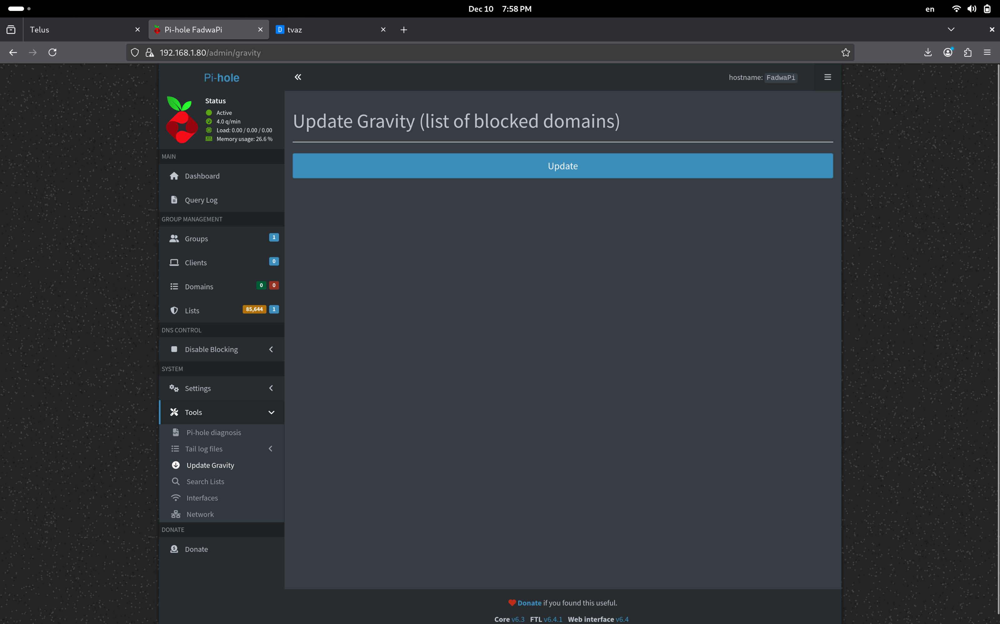 Dec 10 7:58 PM
en
Telus
Pi-hole FadwaPi
D tvaz
192.168.1.80/admin/gravity
Pi-hole
hostname: FadwaPi
Status
Active
4.0 q/min
Load: 0.00 / 0.00 / 0.00
Memory usage: 26.6 %
Update Gravity (list of blocked domains)
Update
MAIN
Dashboard
Query Log
GROUP MANAGEMENT
Groups 1
Clients 0
Domains 0 0
Lists 85,644 1
DNS CONTROL
Disable Blocking
SYSTEM
Settings
Tools
Pi-hole diagnosis
Tail log files
Update Gravity
Search Lists
Interfaces
Network
DONATE
Donate
Donate if you found this useful.
Core v6.3 FTL v6.4.1 Web interface v6.4